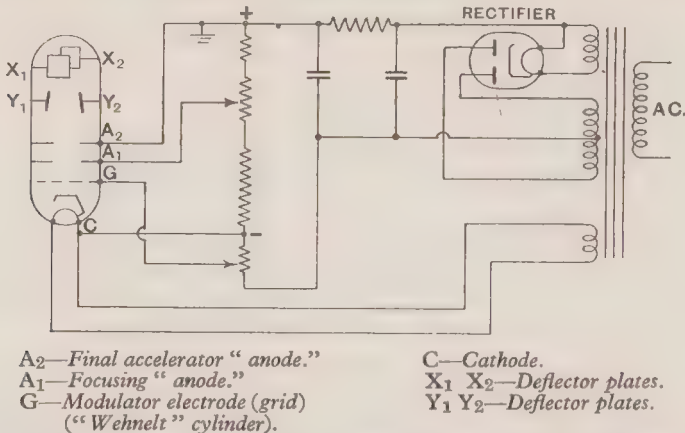 RECTIFIER
+
X1
X2
Y1
Y2
A2
A1
G
C
−
A.C.
A2—Final accelerator “ anode.”
A1—Focusing “ anode.”
G—Modulator electrode (grid)
(“ Wehnelt ” cylinder).
C—Cathode.
X1 X2—Deflector plates.
Y1 Y2—Deflector plates.